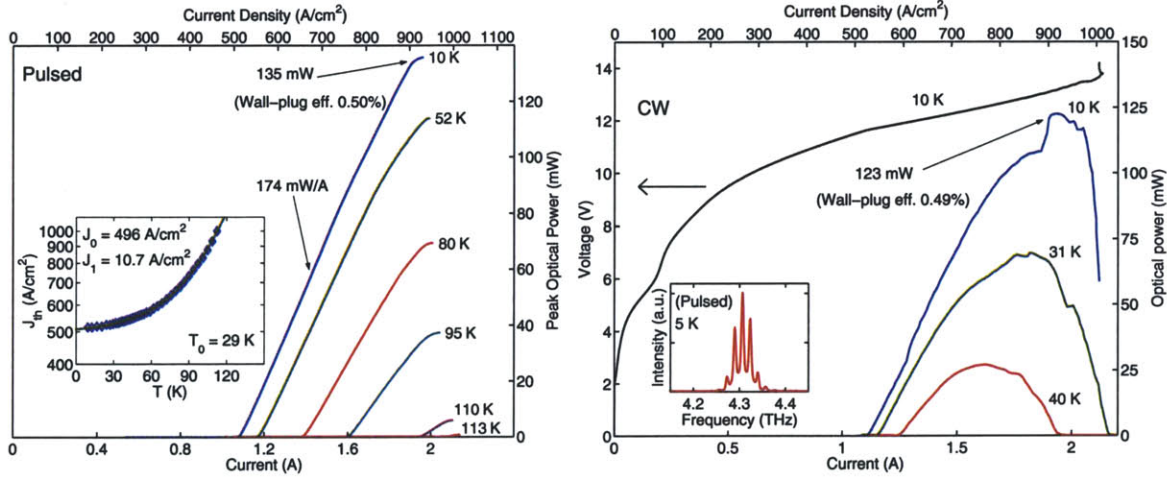 Current Density (A/cm²)
0 100 200 300 400 500 600 700 800 900 1000 1100
Pulsed
135 mW
(Wall–plug eff. 0.50%)
174 mW/A
10 K
52 K
80 K
95 K
110 K
113 K
120
100
80
60
40
20
0
Peak Optical Power (mW)
J₀ = 496 A/cm²
J₁ = 10.7 A/cm²
T₀ = 29 K
1000
900
800
700
600
500
400
Jth (A/cm²)
0 30 60 90 120
T (K)
0 0.4 0.8 1.2 1.6 2
Current (A)
Current Density (A/cm²)
0 100 200 300 400 500 600 700 800 900 1000
CW
10 K
10 K
123 mW
(Wall–plug eff. 0.49%)
31 K
40 K
14
12
10
8
6
4
2
0
Voltage (V)
150
125
100
75
50
25
0
Optical power (mW)
(Pulsed)
5 K
Intensity (a.u.)
4.2 4.3 4.4
Frequency (THz)
0 0.5 1 1.5 2
Current (A)